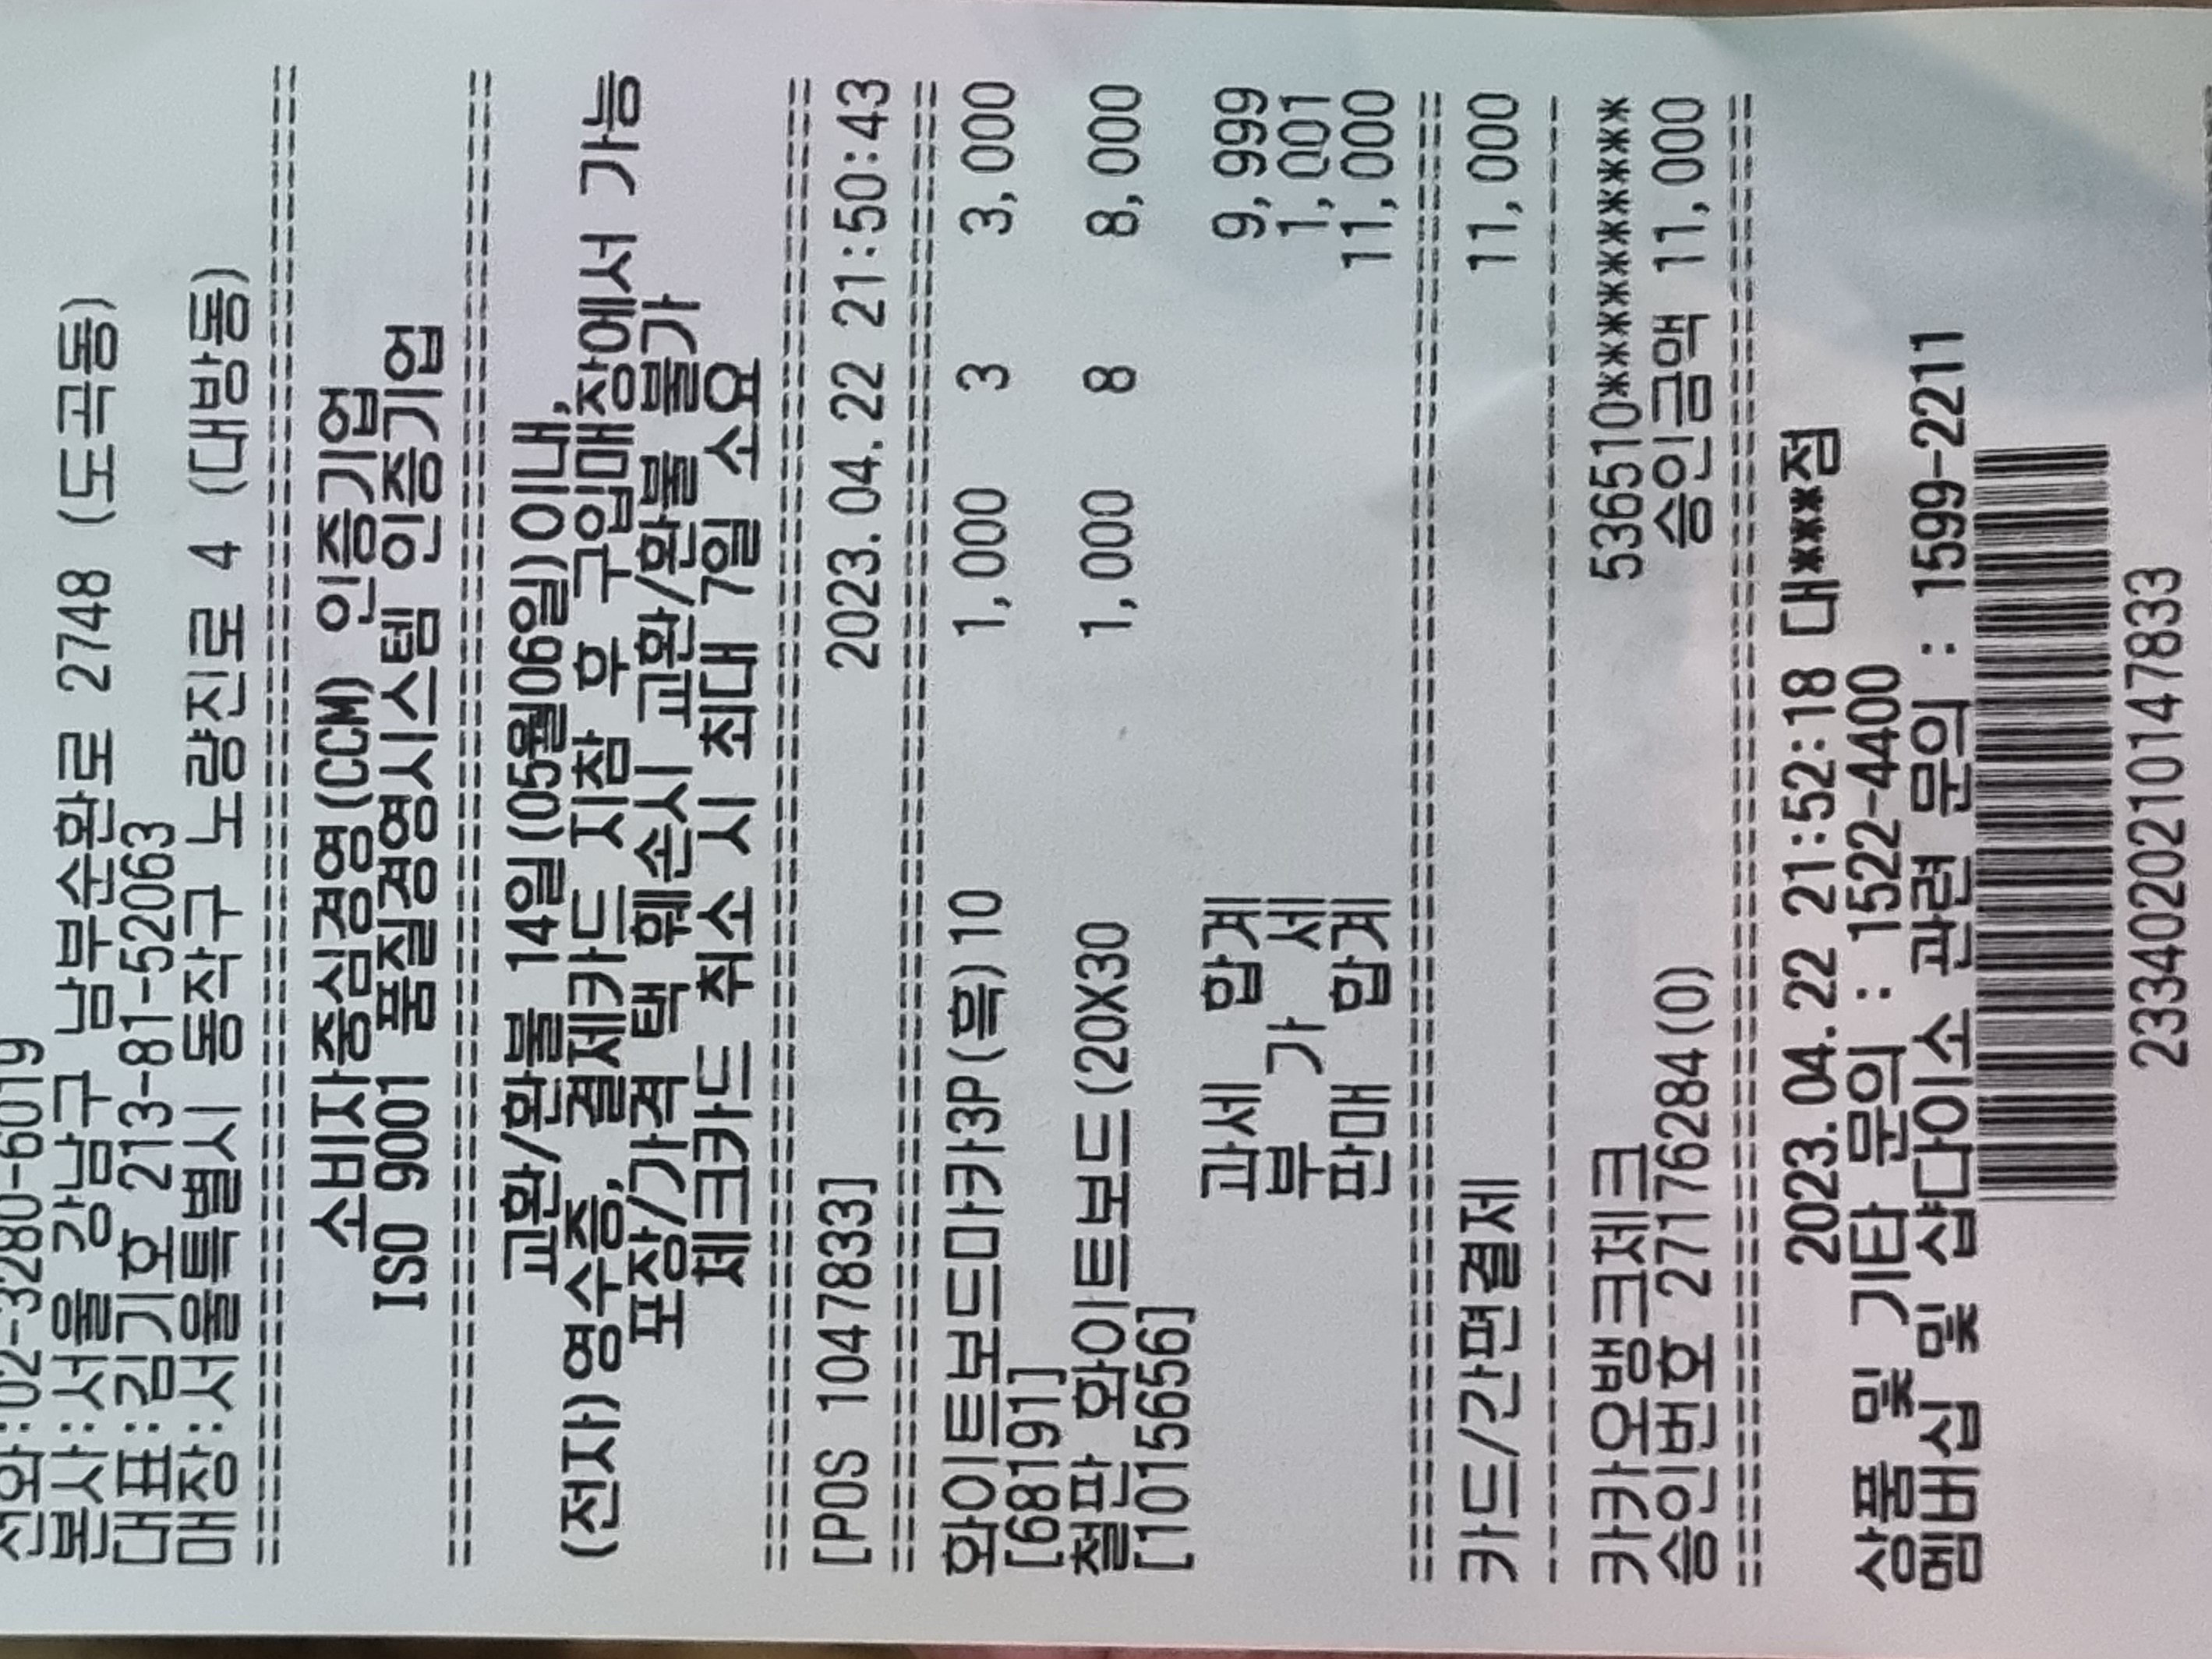 전화:02-3280-6019
본사:서울 강남구 남부순환로 2748 (도곡동)
대표:김기호 213-81-52063
매장:서울특별시 동작구 노량진로 4 (대방동)
========================================
소비자중심경영(CCM) 인증기업
ISO 9001 품질경영시스템 인증기업
========================================
교환/환불 14일(05월06일)이내,
(전자)영수증, 결제카드 지참 후 구입매장에서 가능
포장/가격 택 훼손시 교환/환불 불가
체크카드 취소 시 최대 7일 소요
========================================
[POS 1047833] 2023.04.22 21:50:43
========================================
화이트보드마카3P(흑)10 1,000 3 3,000
[68191]
철판 화이트보드(20X30 1,000 8 8,000
[1015656]
과세 합계 9,999
부 가 세 1,001
판매 합계 11,000
========================================
카드/간편결제 11,000
----------------------------------------
카카오뱅크체크 536510**********
승인번호 27176284(0) 승인금액 11,000
========================================
2023.04.22 21:52:18 대***점
상품 및 기타 문의 : 1522-4400
멤버십 및 샵다이소 관련 문의 : 1599-2211
2334020210147833